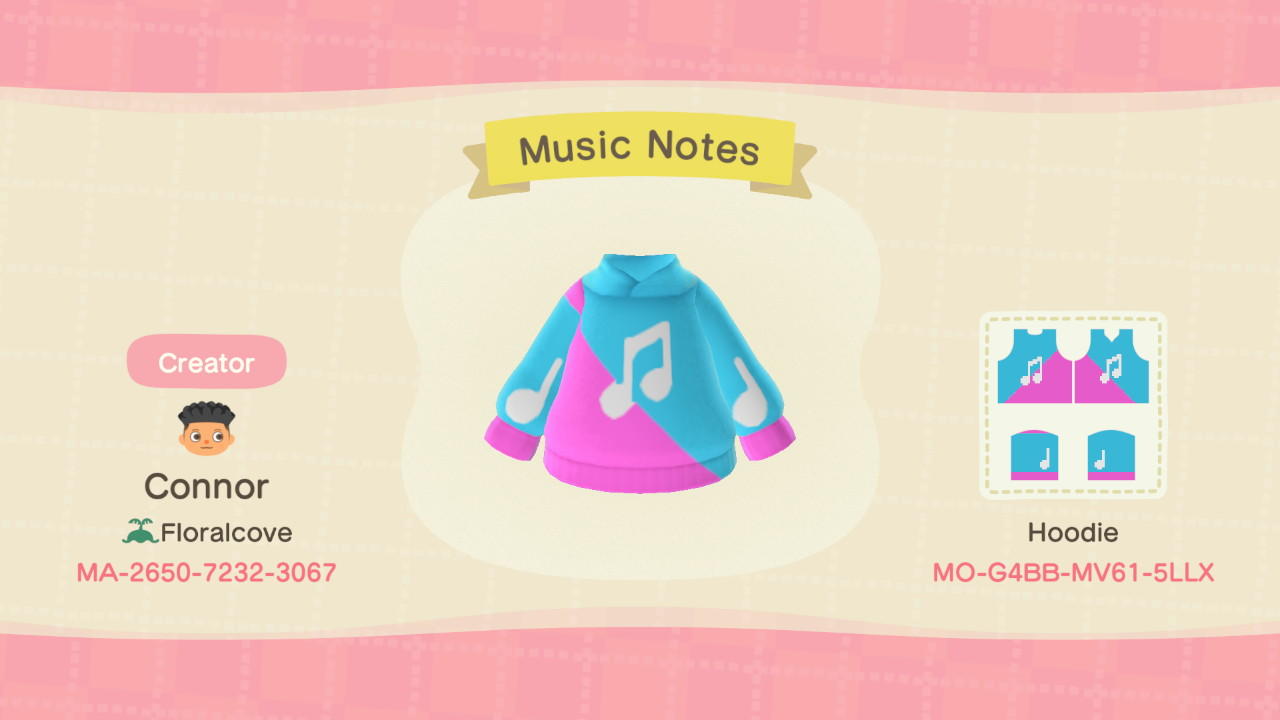 Music Notes
Creator
Connor
Floralcove
MA-2650-7232-3067
Hoodie
MO-G4BB-MV61-5LLX